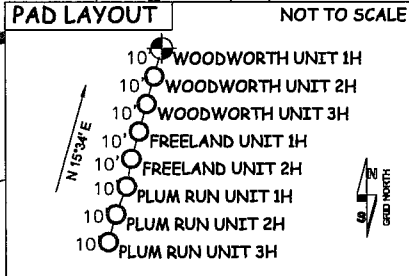 PAD LAYOUT
NOT TO SCALE
WOODWORTH UNIT 1H
10'
WOODWORTH UNIT 2H
10'
WOODWORTH UNIT 3H
10'
FREELAND UNIT 1H
10'
FREELAND UNIT 2H
10'
PLUM RUN UNIT 1H
10'
PLUM RUN UNIT 2H
10'
PLUM RUN UNIT 3H
N 15°34' E
N
S
GRID NORTH